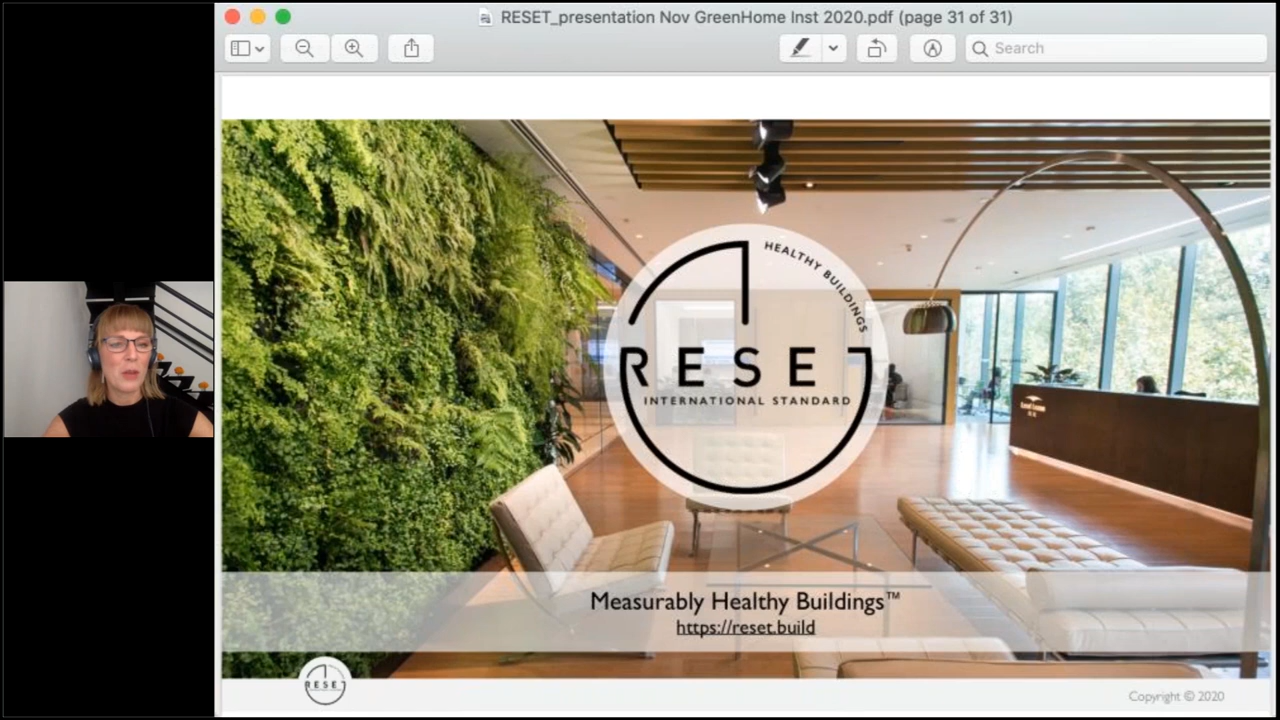 RESET_presentation Nov GreenHome Inst 2020.pdf (page 31 of 31)
Search
HEALTHY BUILDINGS
RESET
INTERNATIONAL STANDARD
Measurably Healthy Buildings™
https://reset.build
RESET
Copyright © 2020